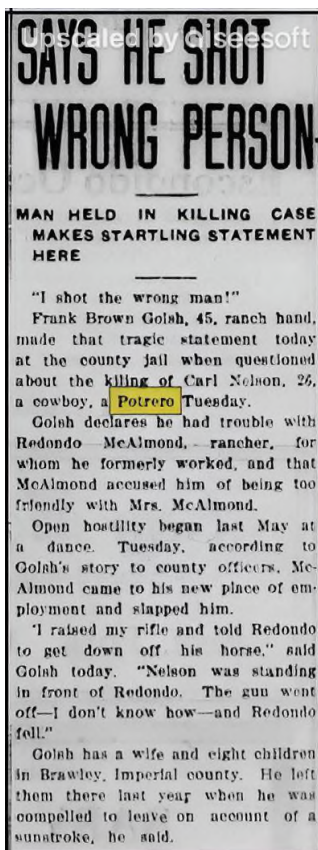 Upscaled by Aiseesoft
SAYS HE SHOT
WRONG PERSON
MAN HELD IN KILLING CASE
MAKES STARTLING STATEMENT
HERE
"I shot the wrong man!"
Frank Brown Golsh, 45, ranch hand,
made that tragic statement today
at the county jail when questioned
about the killing of Carl Nelson, 26,
a cowboy, a Potrero Tuesday.
Golsh declares he had trouble with
Redondo McAlmond, rancher, for
whom he formerly worked, and that
McAlmond accused him of being too
friendly with Mrs. McAlmond.
Open hostility began last May at
a dance. Tuesday, according to
Golsh's story to county officers, Mc-
Almond came to his new place of em-
ployment and slapped him.
"I raised my rifle and told Redondo
to get down off his horse," said
Golsh today. "Nelson was standing
in front of Redondo. The gun went
off—I don't know how—and Redondo
fell."
Golsh has a wife and eight children
in Brawley, Imperial county. He left
them there last year when he was
compelled to leave on account of a
sunstroke, he said.